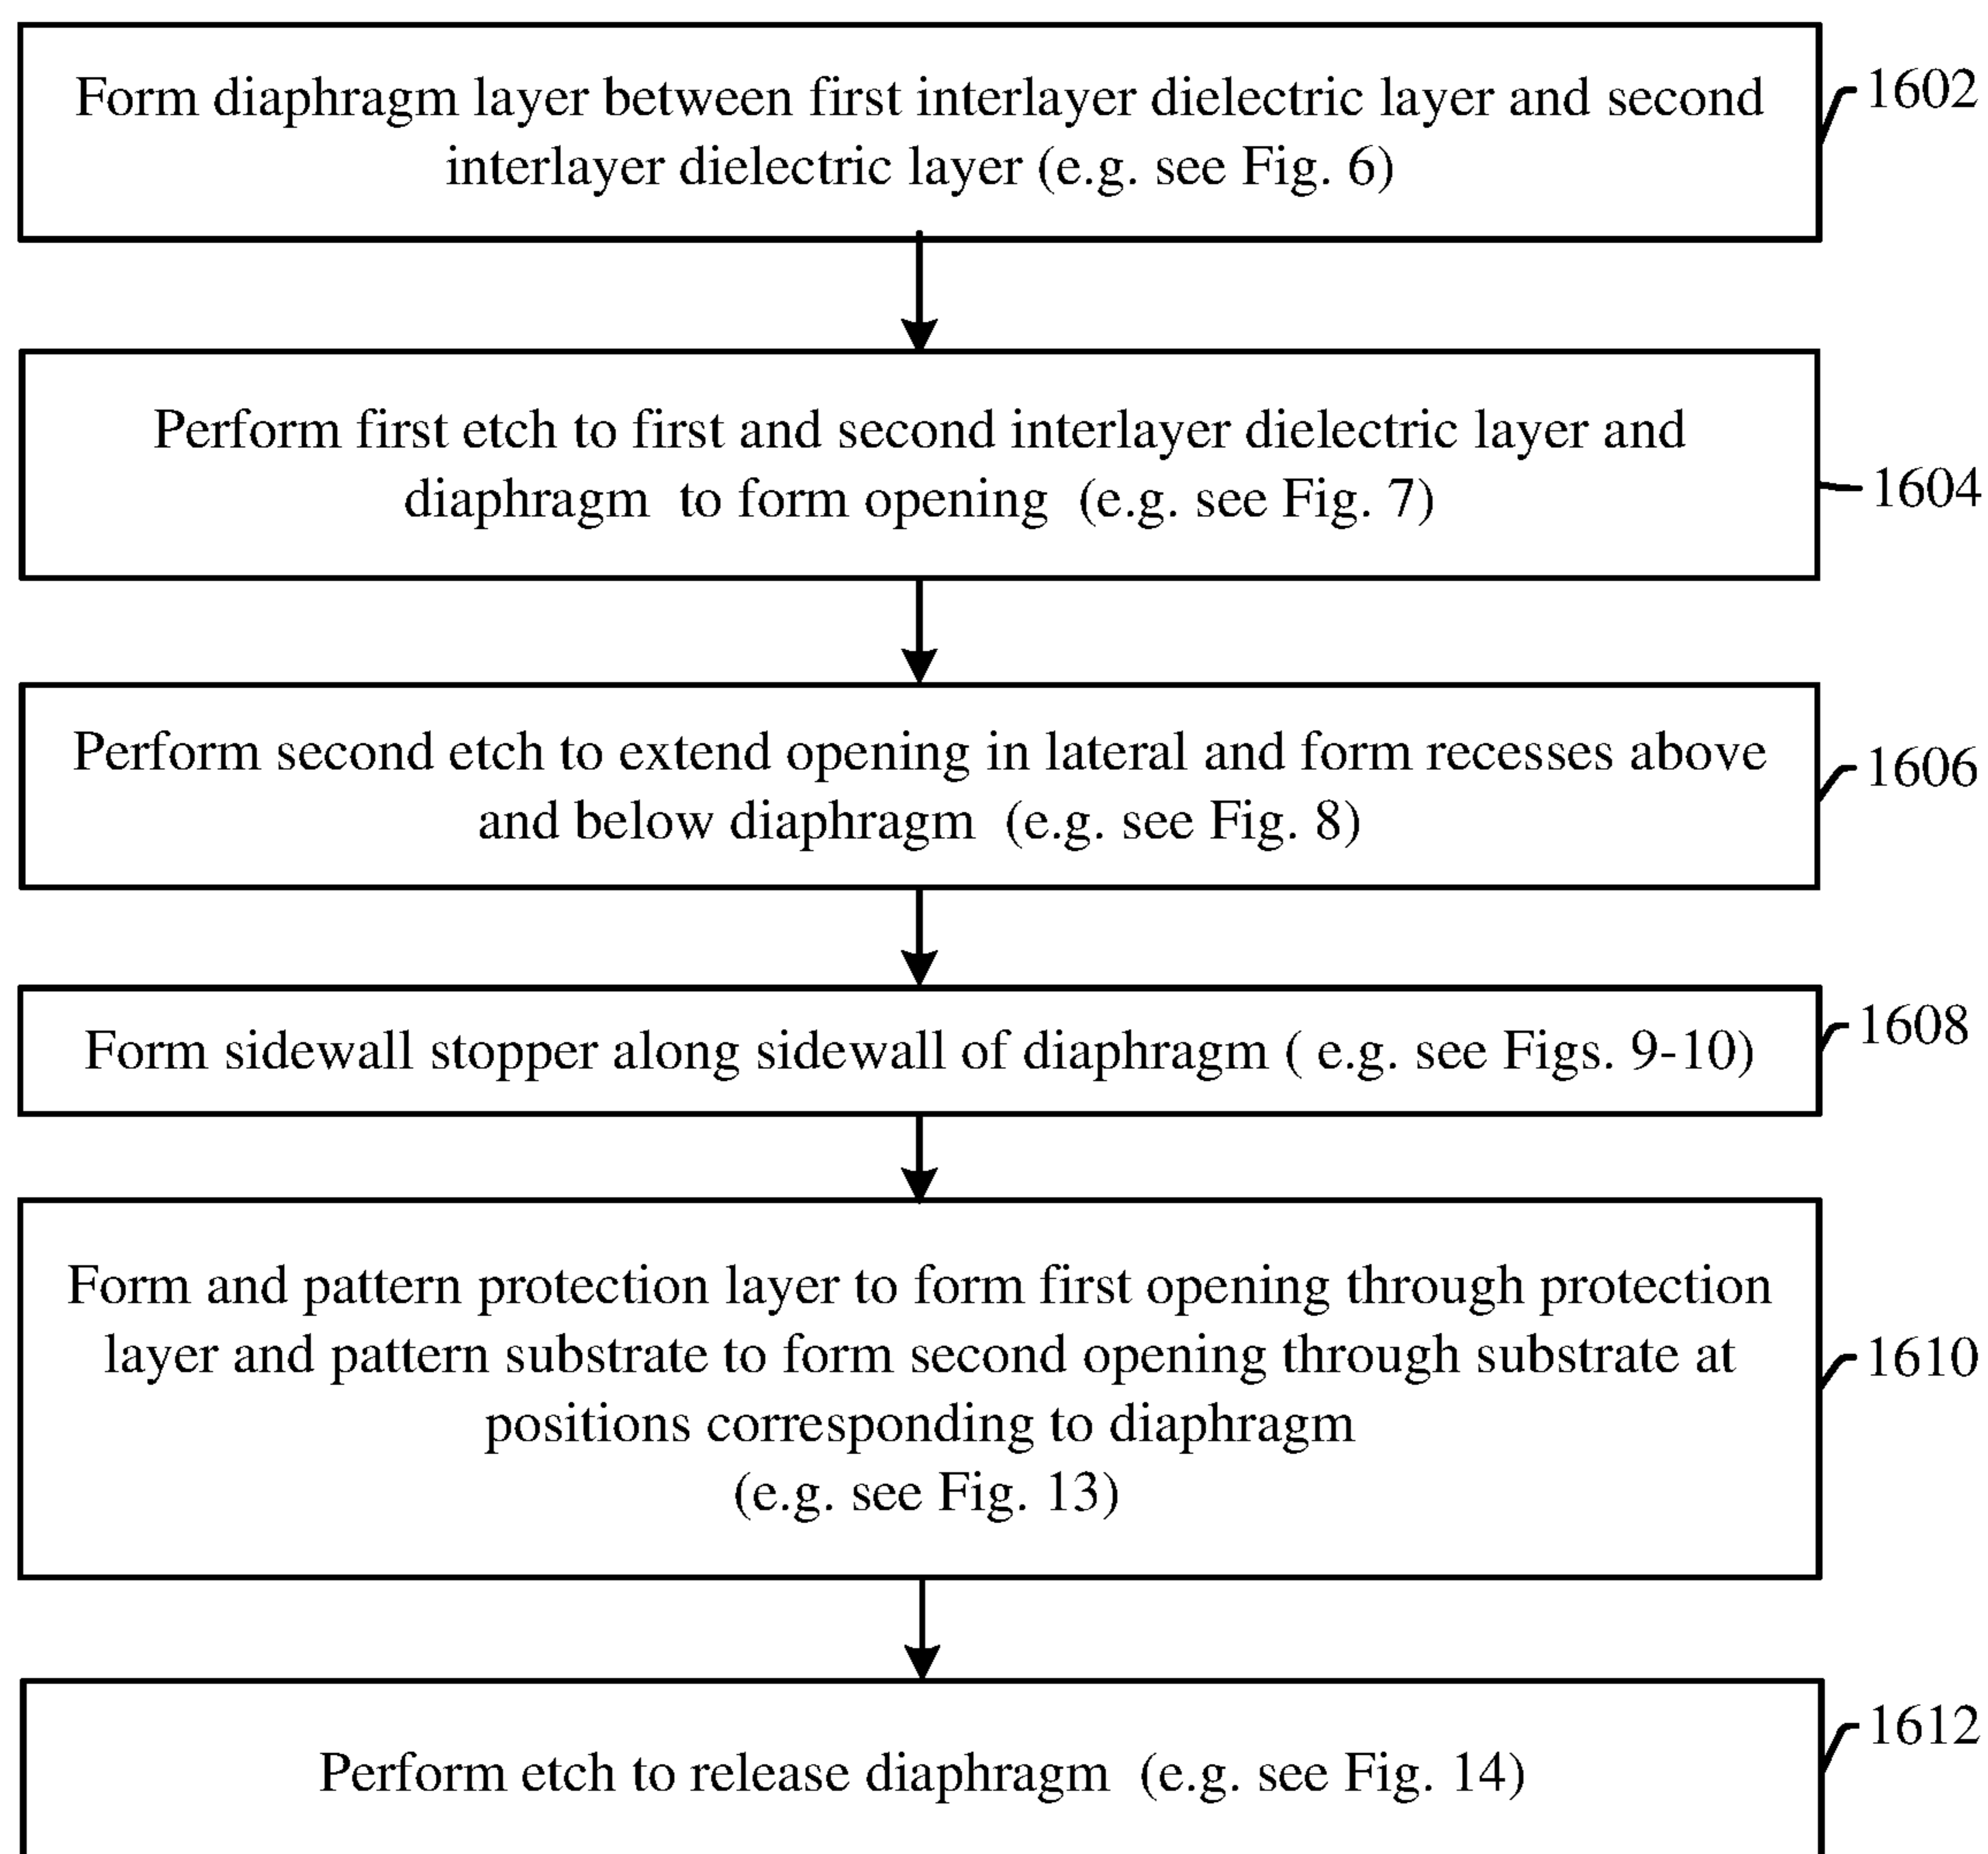 Form diaphragm layer between first interlayer dielectric layer and second
interlayer dielectric layer (e.g. see Fig. 6)
1602
Perform first etch to first and second interlayer dielectric layer and
diaphragm to form opening (e.g. see Fig. 7)
1604
Perform second etch to extend opening in lateral and form recesses above
and below diaphragm (e.g. see Fig. 8)
1606
Form sidewall stopper along sidewall of diaphragm ( e.g. see Figs. 9-10)
1608
Form and pattern protection layer to form first opening through protection
layer and pattern substrate to form second opening through substrate at
positions corresponding to diaphragm
(e.g. see Fig. 13)
1610
Perform etch to release diaphragm (e.g. see Fig. 14)
1612